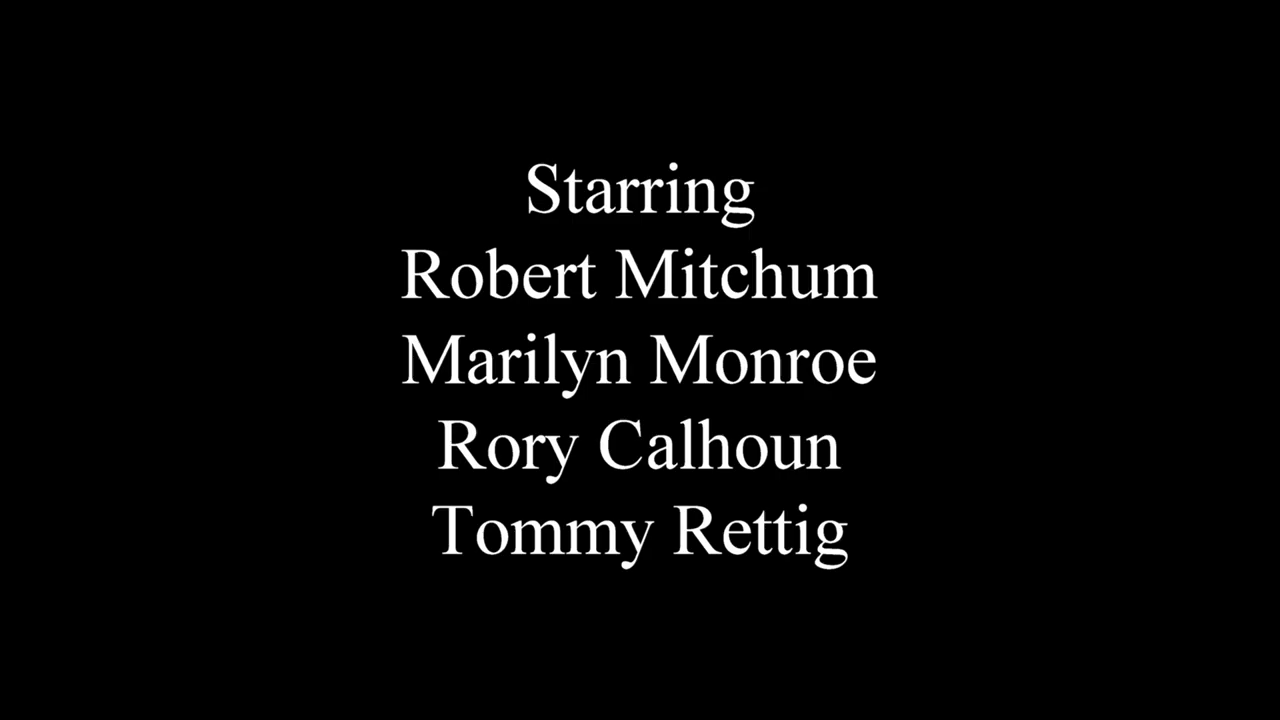 Starring
Robert Mitchum
Marilyn Monroe
Rory Calhoun
Tommy Rettig